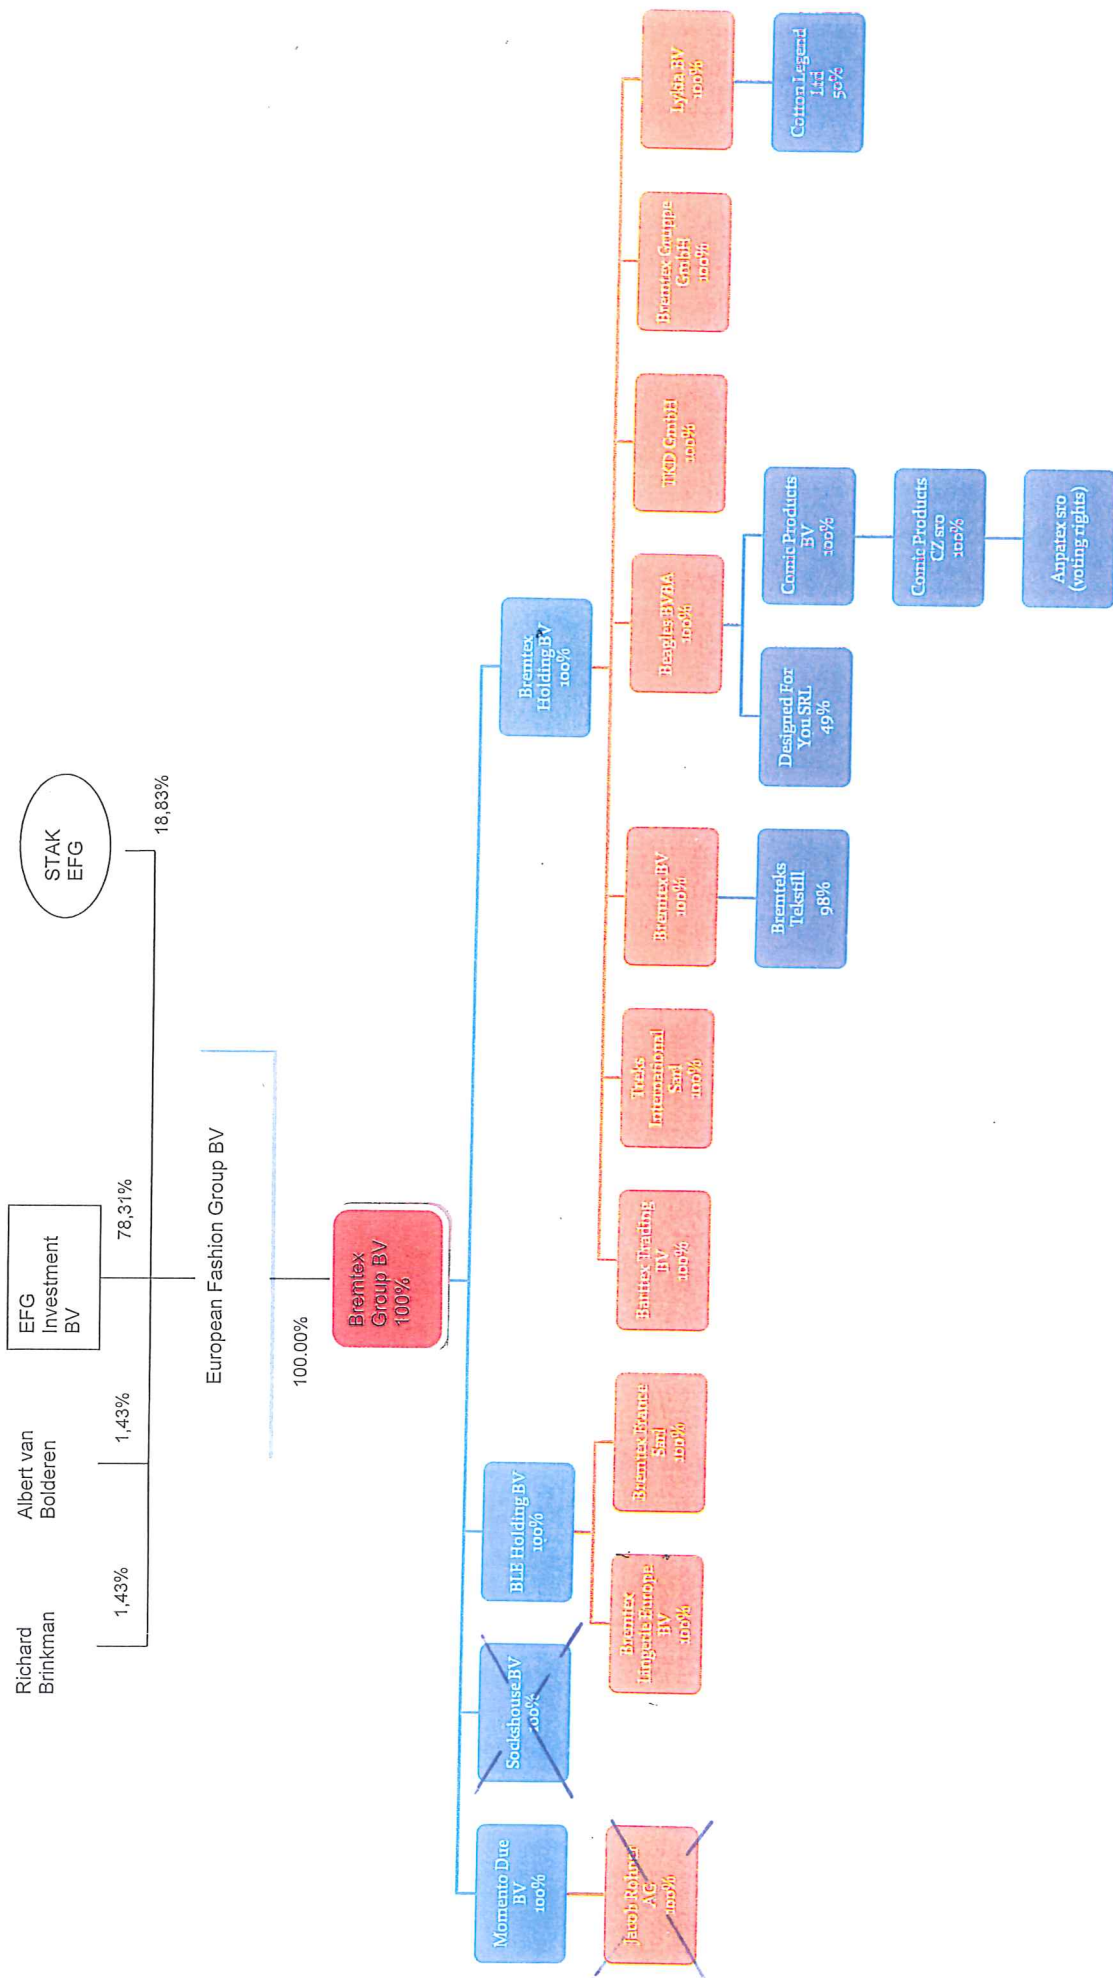 Richard
Brinkman
Albert van
Bolderen
EFG
Investment
BV
STAK
EFG
1,43%
1,43%
78,31%
18,83%
European Fashion Group BV
100.00%
Bremtex
Group BV
100%
Momento Due
BV
100%
Sockshouse BV
100%
BLE Holding BV
100%
Bremtex
Holding BV
100%
Jacob Rohner
AG
100%
Bremtex
Lingerie Europe
BV
100%
Bremtex France
Sarl
100%
Trading
BV
100%
Treks
International
Sarl
100%
Bremtex BV
100%
Beagles BVBA
100%
TKD GmbH
100%
Bremtex Gruppe
GmbH
100%
Lykia BV
100%
Bremteks
Tekstill
98%
Designed For
You SRL
49%
Comic Products
BV
100%
Cotton Legend
Ltd
50%
Comic Products
CZ sro
100%
Anpatex sro
(voting rights)